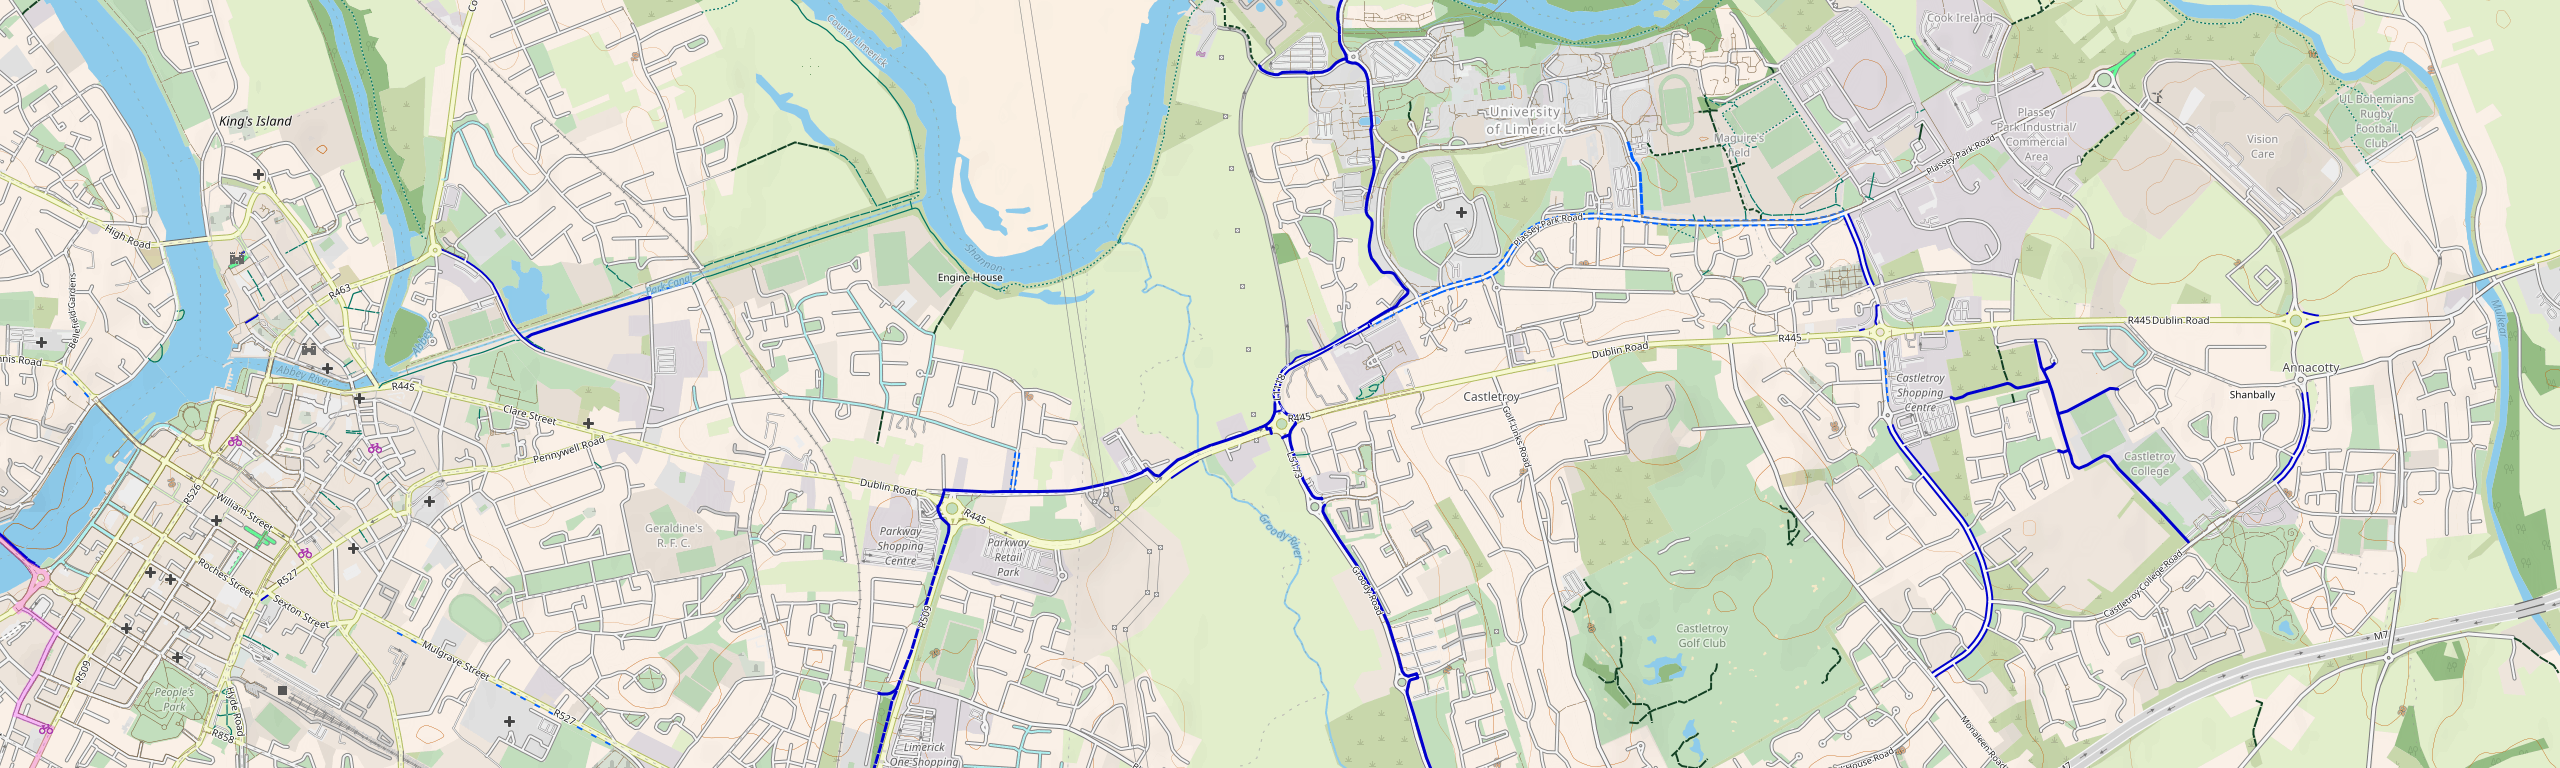 County Limerick
Cook Ireland
King's Island
University
of Limerick
Maguire's
field
Plassey
Park Industrial/
Commercial
Area
Plassey Park Road
UL Bohemians
Rugby
Football
Club
Vision
Care
High Road
Belfield Gardens
R463
Park Canal
Shannon
Engine House
Plassey Park Road
Mulkear
Abbey River
R445
R445
Dublin Road
R445
R445 Dublin Road
Annacotty
Shanbally
Castletroy
Shopping
Centre
Castletroy
Golf Links Road
R445
Clare Street
Pennywell Road
Castletroy
College
Dublin Road
R445
R526
William Street
Geraldine's
R. F. C.
Parkway
Shopping
Centre
Parkway
Retail
Park
Groody River
Groody Road
Roches Street
R527
Sexton Street
R509
Castletroy College Road
Castletroy
Golf Club
M7
Mulgrave Street
R509
People's
Park
Hyde Road
R858
R527
Limerick
One Shopping
Monaleen Road
House Road
M7